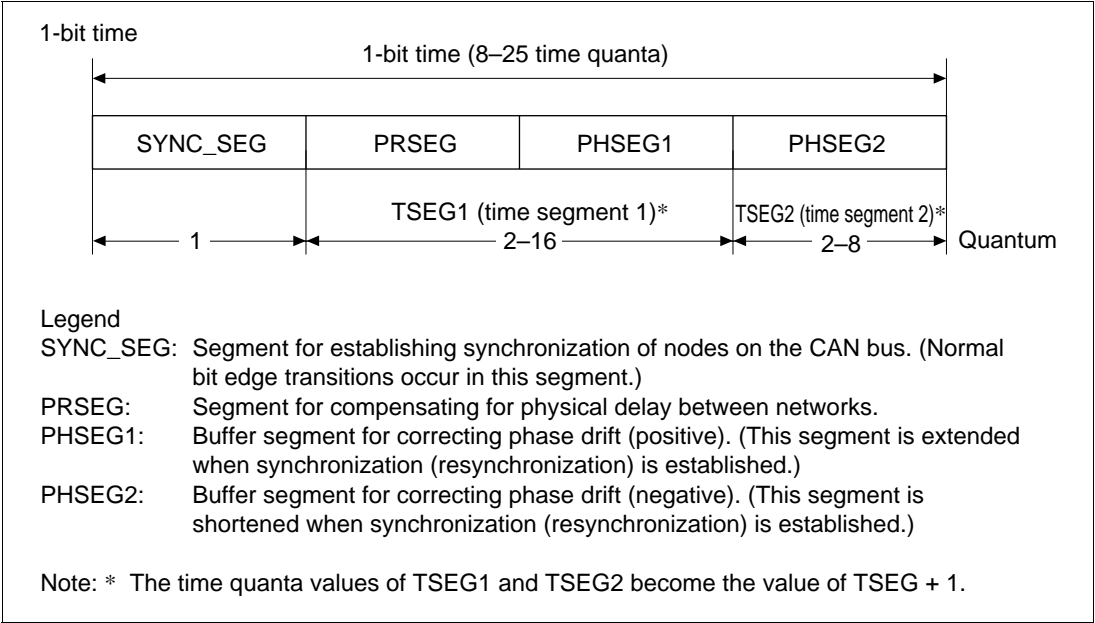 1-bit time
1-bit time (8–25 time quanta)
SYNC_SEG PRSEG PHSEG1 PHSEG2
TSEG1 (time segment 1)* TSEG2 (time segment 2)*
1 2–16 2–8 Quantum
Legend
SYNC_SEG: Segment for establishing synchronization of nodes on the CAN bus. (Normal
bit edge transitions occur in this segment.)
PRSEG: Segment for compensating for physical delay between networks.
PHSEG1: Buffer segment for correcting phase drift (positive). (This segment is extended
when synchronization (resynchronization) is established.)
PHSEG2: Buffer segment for correcting phase drift (negative). (This segment is
shortened when synchronization (resynchronization) is established.)
Note: * The time quanta values of TSEG1 and TSEG2 become the value of TSEG + 1.